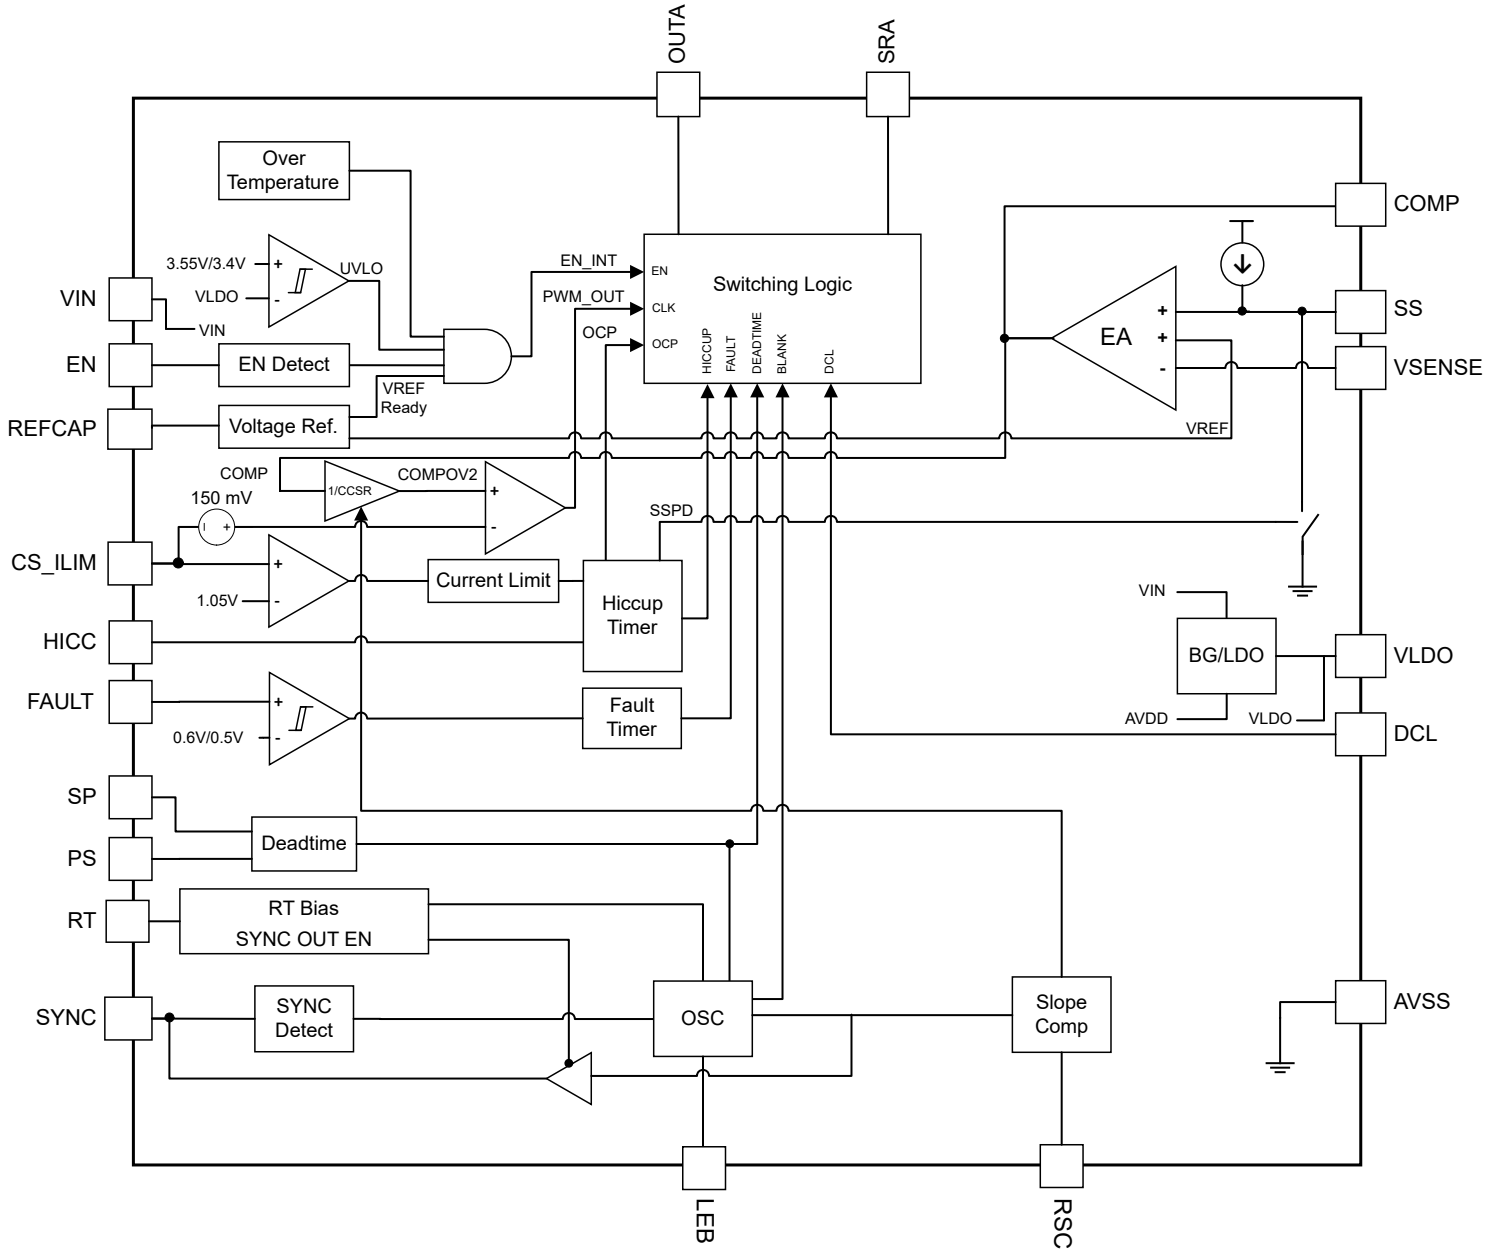 OUTA
SRA
Over
Temperature
COMP
3.55V/3.4V
+
UVLO
VLDO
-
EN_INT
EN
Switching Logic
VIN
VIN
PWM_OUT
CLK
SS
+
EA
+
-
OCP
OCP
HICCUP
FAULT
DEADTIME
BLANK
DCL
EN
EN Detect
VSENSE
VREF
Ready
REFCAP
Voltage Ref.
VREF
COMP
1/CCSR
COMPOV2
+
-
150 mV
+
SSPD
CS_ILIM
+
1.05V
-
Current Limit
Hiccup
Timer
VIN
HICC
BG/LDO
VLDO
FAULT
+
0.6V/0.5V
-
Fault
Timer
AVDD
VLDO
DCL
SP
PS
Deadtime
RT
RT Bias
SYNC OUT EN
SYNC
SYNC
Detect
OSC
Slope
Comp
AVSS
LEB
RSC